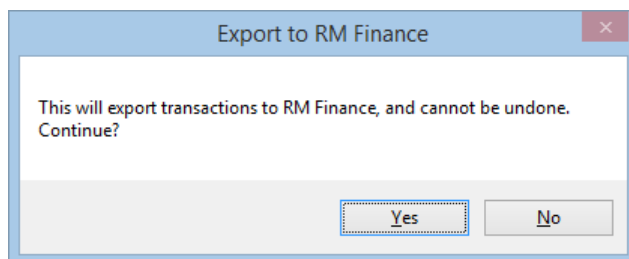 Export to RM Finance
This will export transactions to RM Finance, and cannot be undone.
Continue?
Yes
No